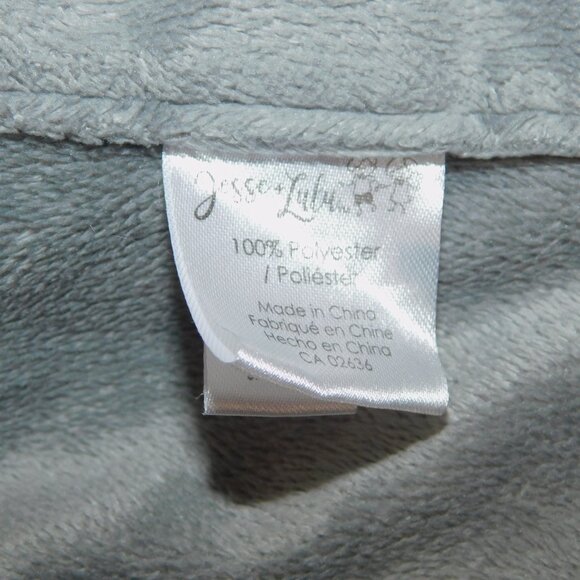 Jesse + Lulu
100% Polyester
/ Poliéster
Made in China
Fabriqué en Chine
Hecho en China
CA 02636